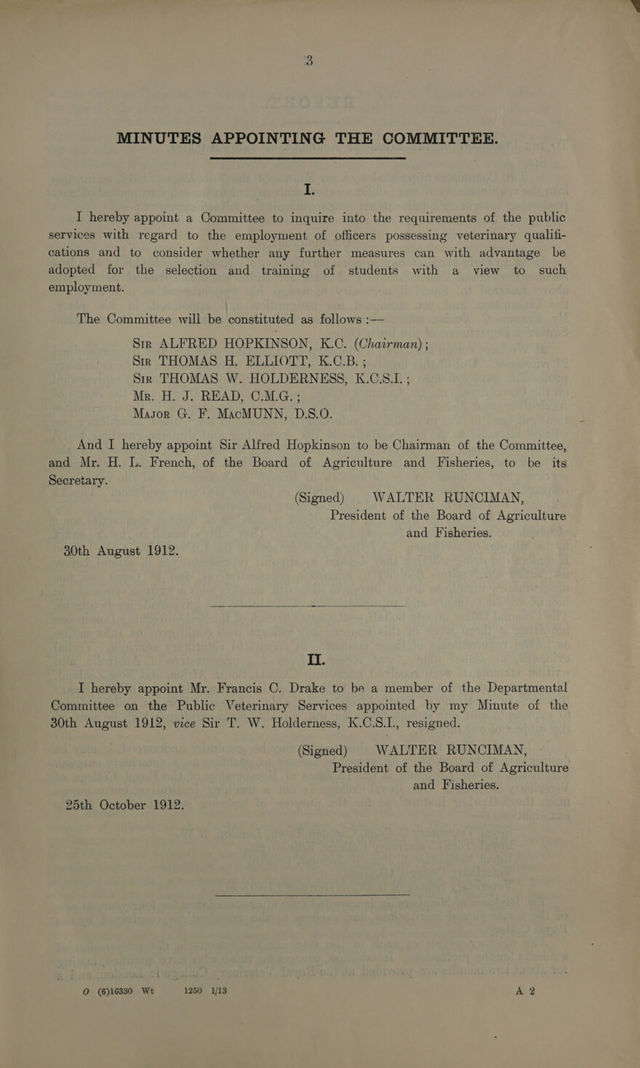 3
MINUTES APPOINTING THE COMMITTEE.
I.
I hereby appoint a Committee to inquire into the requirements of the public
services with regard to the employment of officers possessing veterinary qualifi-
cations and to consider whether any further measures can with advantage be
adopted for the selection and training of students with a view to such
employment.
The Committee will be constituted as follows :—
Sir ALFRED HOPKINSON, K.C. (Chairman) ;
Sir THOMAS H. ELLIOTT, K.C.B. ;
Sir THOMAS W. HOLDERNESS, K.C.S.I. ;
Mr. H. J. READ, C.M.G. ;
Major G. F. MacMUNN, D.S.O.
And I hereby appoint Sir Alfred Hopkinson to be Chairman of the Committee,
and Mr. H. L. French, of the Board of Agriculture and Fisheries, to be its
Secretary.
(Signed) WALTER RUNCIMAN,
President of the Board of Agriculture
and Fisheries.
30th August 1912.
II.
I hereby appoint Mr. Francis C. Drake to be a member of the Departmental
Committee on the Public Veterinary Services appointed by my Minute of the
30th August 1912, vice Sir T. W. Holderness, K.C.S.I., resigned.
(Signed) WALTER RUNCIMAN,
President of the Board of Agriculture
and Fisheries.
25th October 1912.
O (6)16330 Wt 1250 1/13 A 2